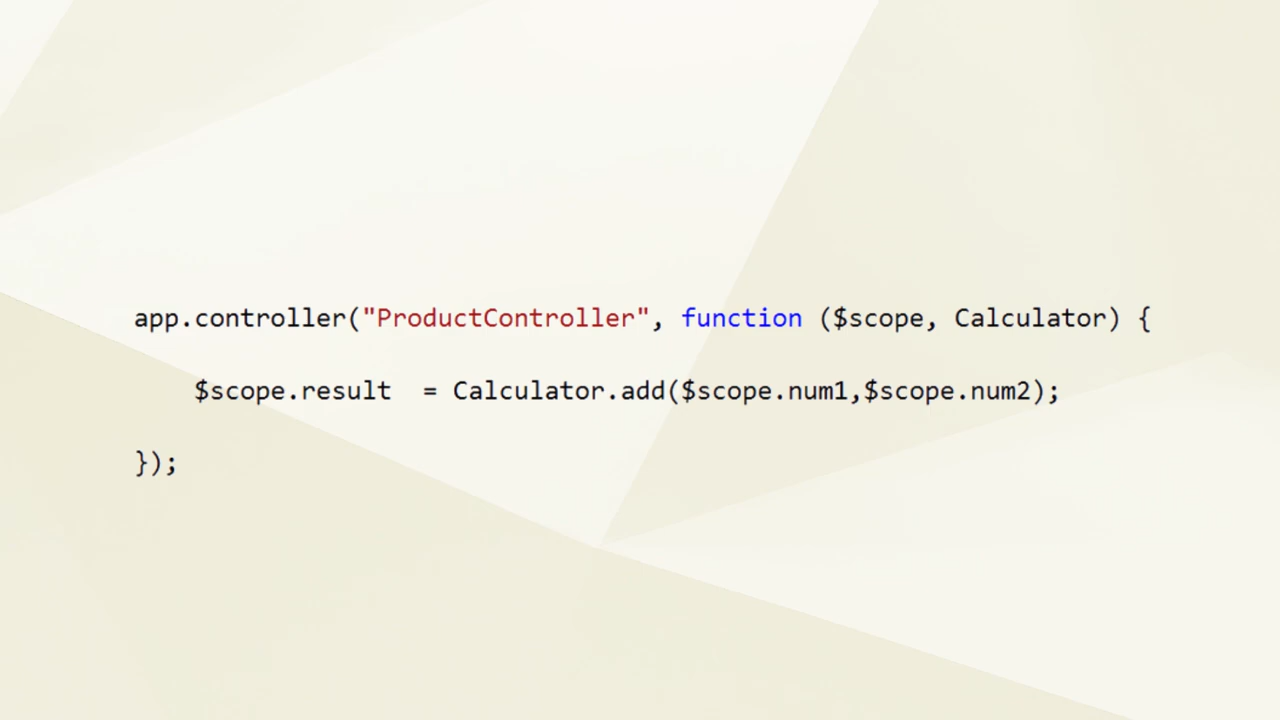 app.controller("ProductController", function ($scope, Calculator) {
$scope.result  = Calculator.add($scope.num1,$scope.num2);
});